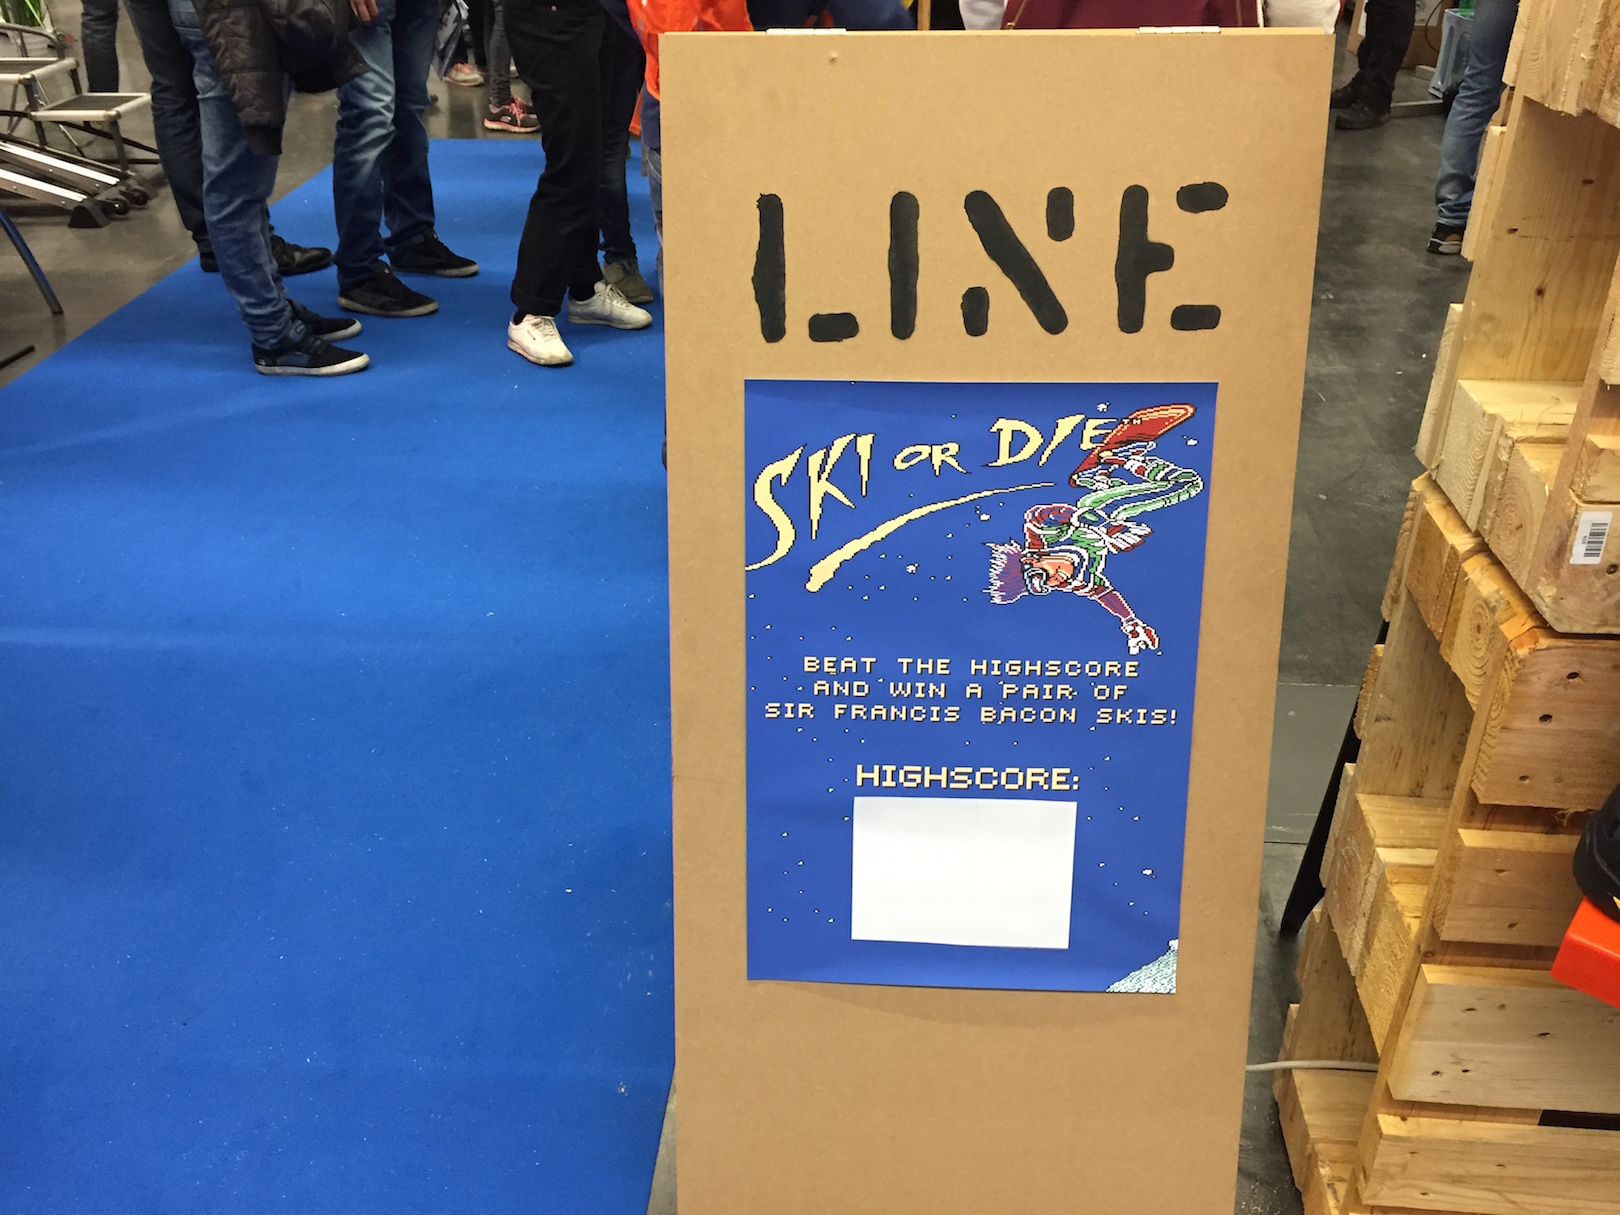 LINE
SKI OR DIE
BEAT THE HIGHSCORE
AND WIN A PAIR OF
SIR FRANCIS BACON SKIS!
HIGHSCORE: